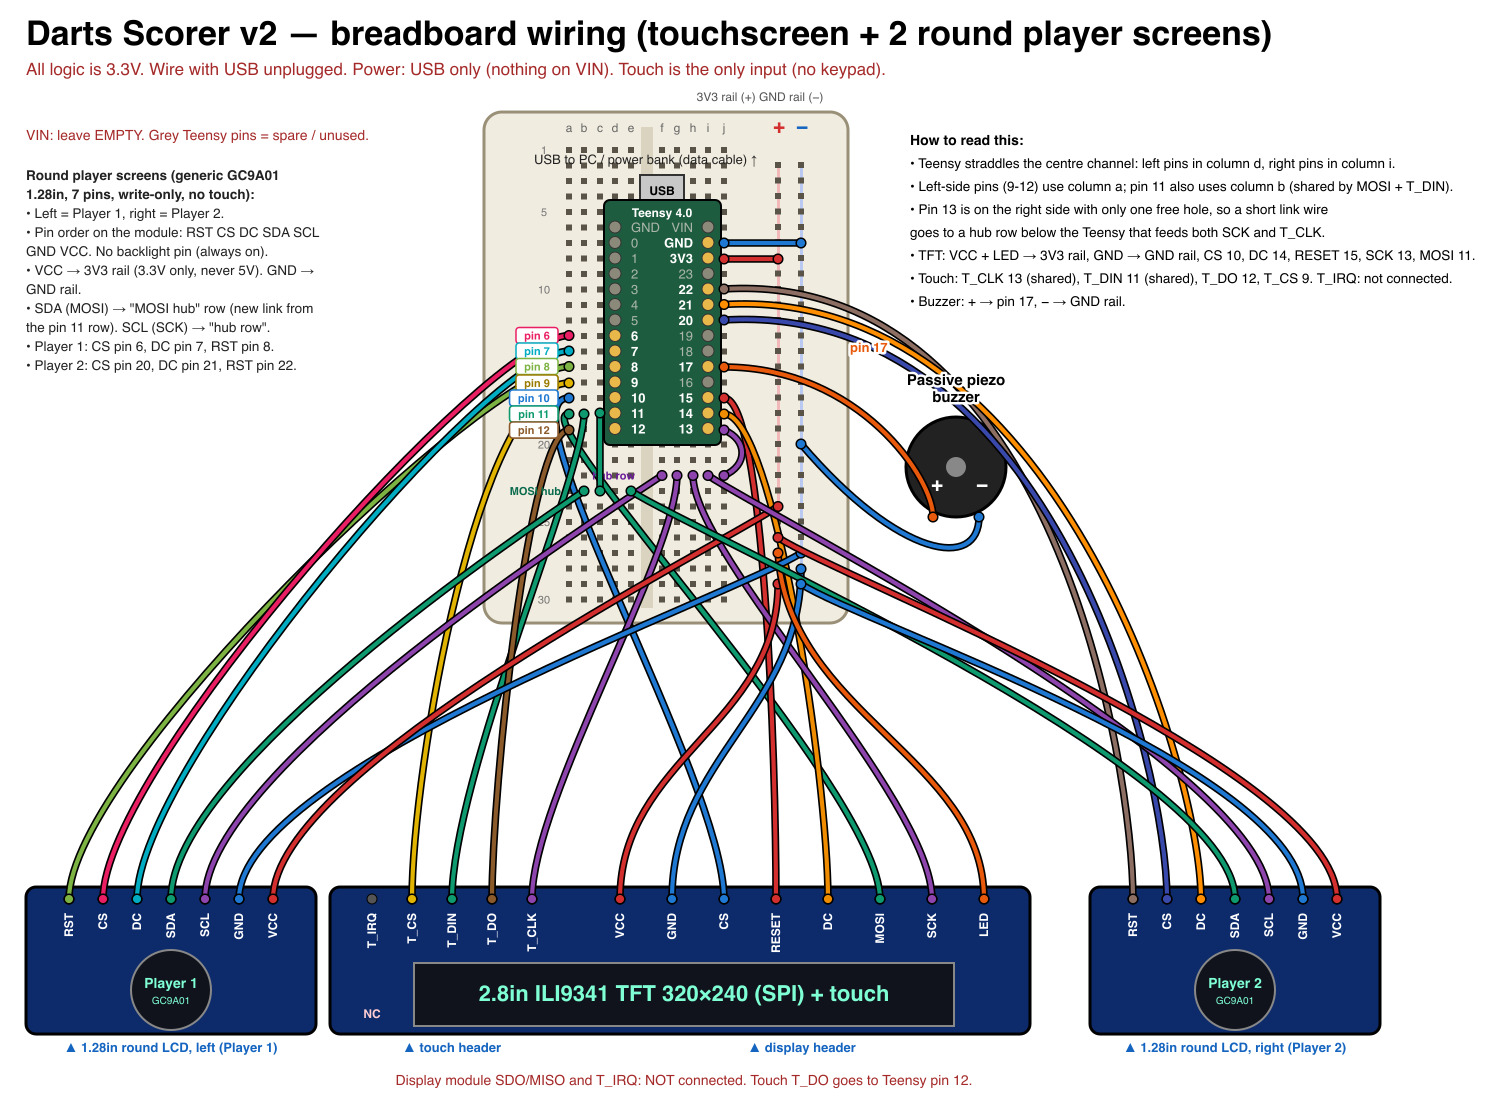 Darts Scorer v2 — breadboard wiring (touchscreen + 2 round player screens)
All logic is 3.3V. Wire with USB unplugged. Power: USB only (nothing on VIN). Touch is the only input (no keypad).
3V3 rail (+) GND rail (−)
VIN: leave EMPTY. Grey Teensy pins = spare / unused.
Round player screens (generic GC9A01
1.28in, 7 pins, write-only, no touch):
• Left = Player 1, right = Player 2.
• Pin order on the module: RST CS DC SDA SCL
GND VCC. No backlight pin (always on).
• VCC → 3V3 rail (3.3V only, never 5V). GND →
GND rail.
• SDA (MOSI) → "MOSI hub" row (new link from
the pin 11 row). SCL (SCK) → "hub row".
• Player 1: CS pin 6, DC pin 7, RST pin 8.
• Player 2: CS pin 20, DC pin 21, RST pin 22.
a b c d e f g h i j + −
1
USB to PC / power bank (data cable) ↑
USB
5
Teensy 4.0
GND VIN
0 GND
1 3V3
2 23
10
3 22
4 21
5 20
pin 6
6 19
pin 7
7 18
pin 8
8 17
pin 9
9 16
pin 10
10 15
pin 11
11 14
pin 12
12 13
20
hub row
MOSI hub
25
30
How to read this:
• Teensy straddles the centre channel: left pins in column d, right pins in column i.
• Left-side pins (9-12) use column a; pin 11 also uses column b (shared by MOSI + T_DIN).
• Pin 13 is on the right side with only one free hole, so a short link wire
goes to a hub row below the Teensy that feeds both SCK and T_CLK.
• TFT: VCC + LED → 3V3 rail, GND → GND rail, CS 10, DC 14, RESET 15, SCK 13, MOSI 11.
• Touch: T_CLK 13 (shared), T_DIN 11 (shared), T_DO 12, T_CS 9. T_IRQ: not connected.
• Buzzer: + → pin 17, − → GND rail.
pin 17
Passive piezo
buzzer
+ −
RST CS DC SDA SCL GND VCC
Player 1
GC9A01
T_IRQ T_CS T_DIN T_DO T_CLK VCC GND CS RESET DC MOSI SCK LED
2.8in ILI9341 TFT 320×240 (SPI) + touch
NC
RST CS DC SDA SCL GND VCC
Player 2
GC9A01
▲ 1.28in round LCD, left (Player 1)
▲ touch header
▲ display header
▲ 1.28in round LCD, right (Player 2)
Display module SDO/MISO and T_IRQ: NOT connected. Touch T_DO goes to Teensy pin 12.